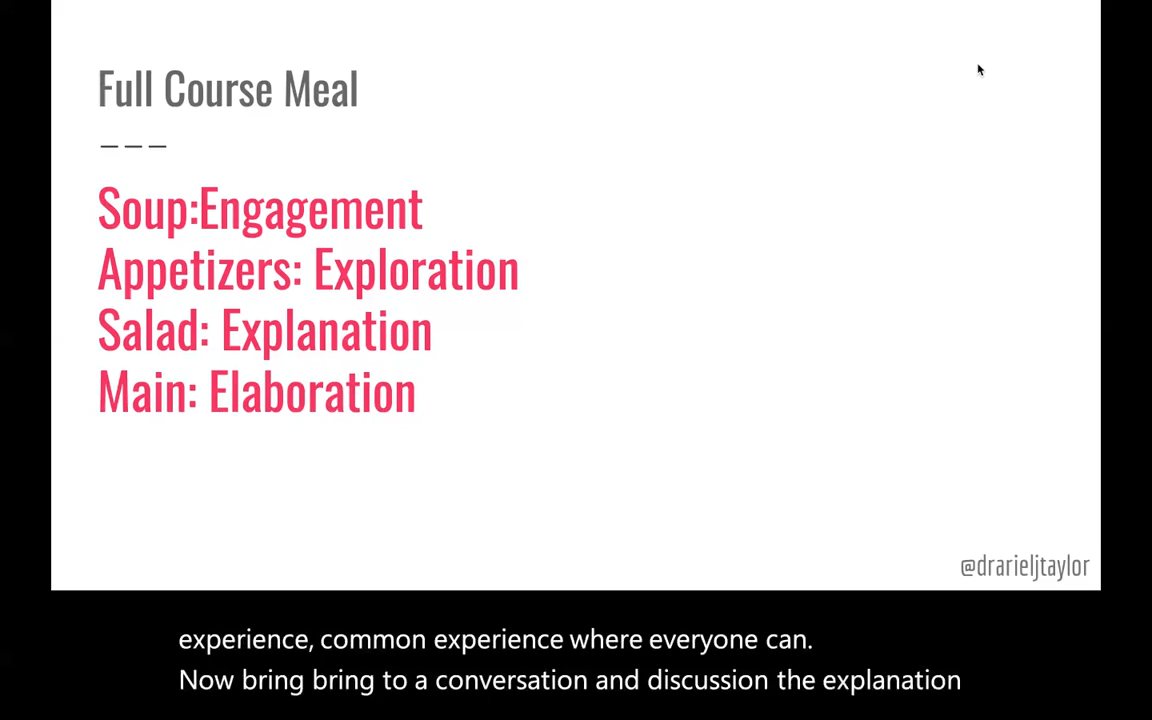 Full Course Meal
___
Soup:Engagement
Appetizers: Exploration
Salad: Explanation
Main: Elaboration
@drarieljtaylor
experience, common experience where everyone can.
Now bring bring to a conversation and discussion the explanation